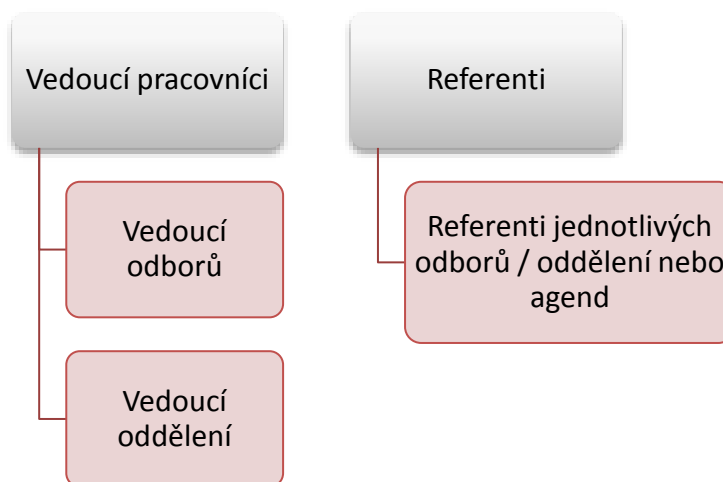 Vedoucí pracovníci
Vedoucí
odborů
Vedoucí
oddělení
Referenti
Referenti jednotlivých
odborů / oddělení nebo
agend